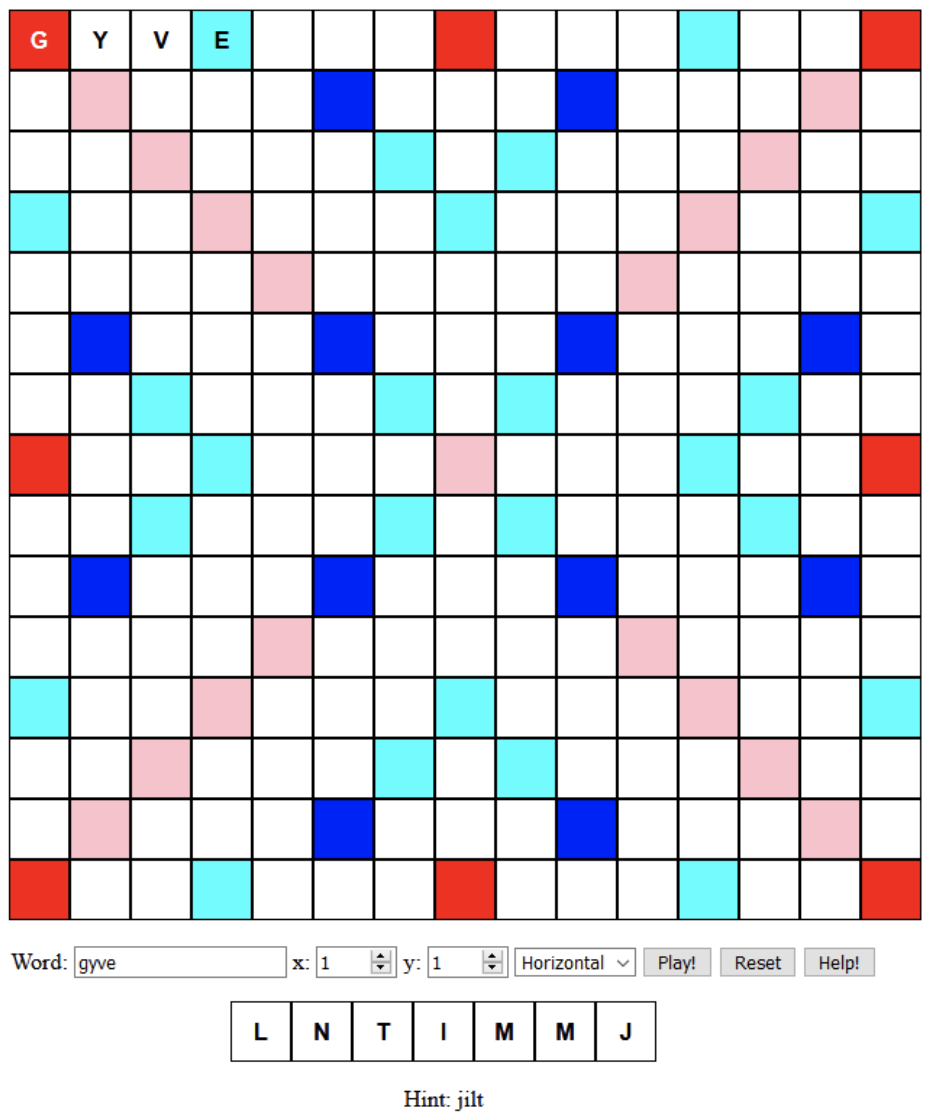 G Y V E
Word: gyve x: 1 y: 1 Horizontal Play! Reset Help!
L N T I M M J
Hint: jilt